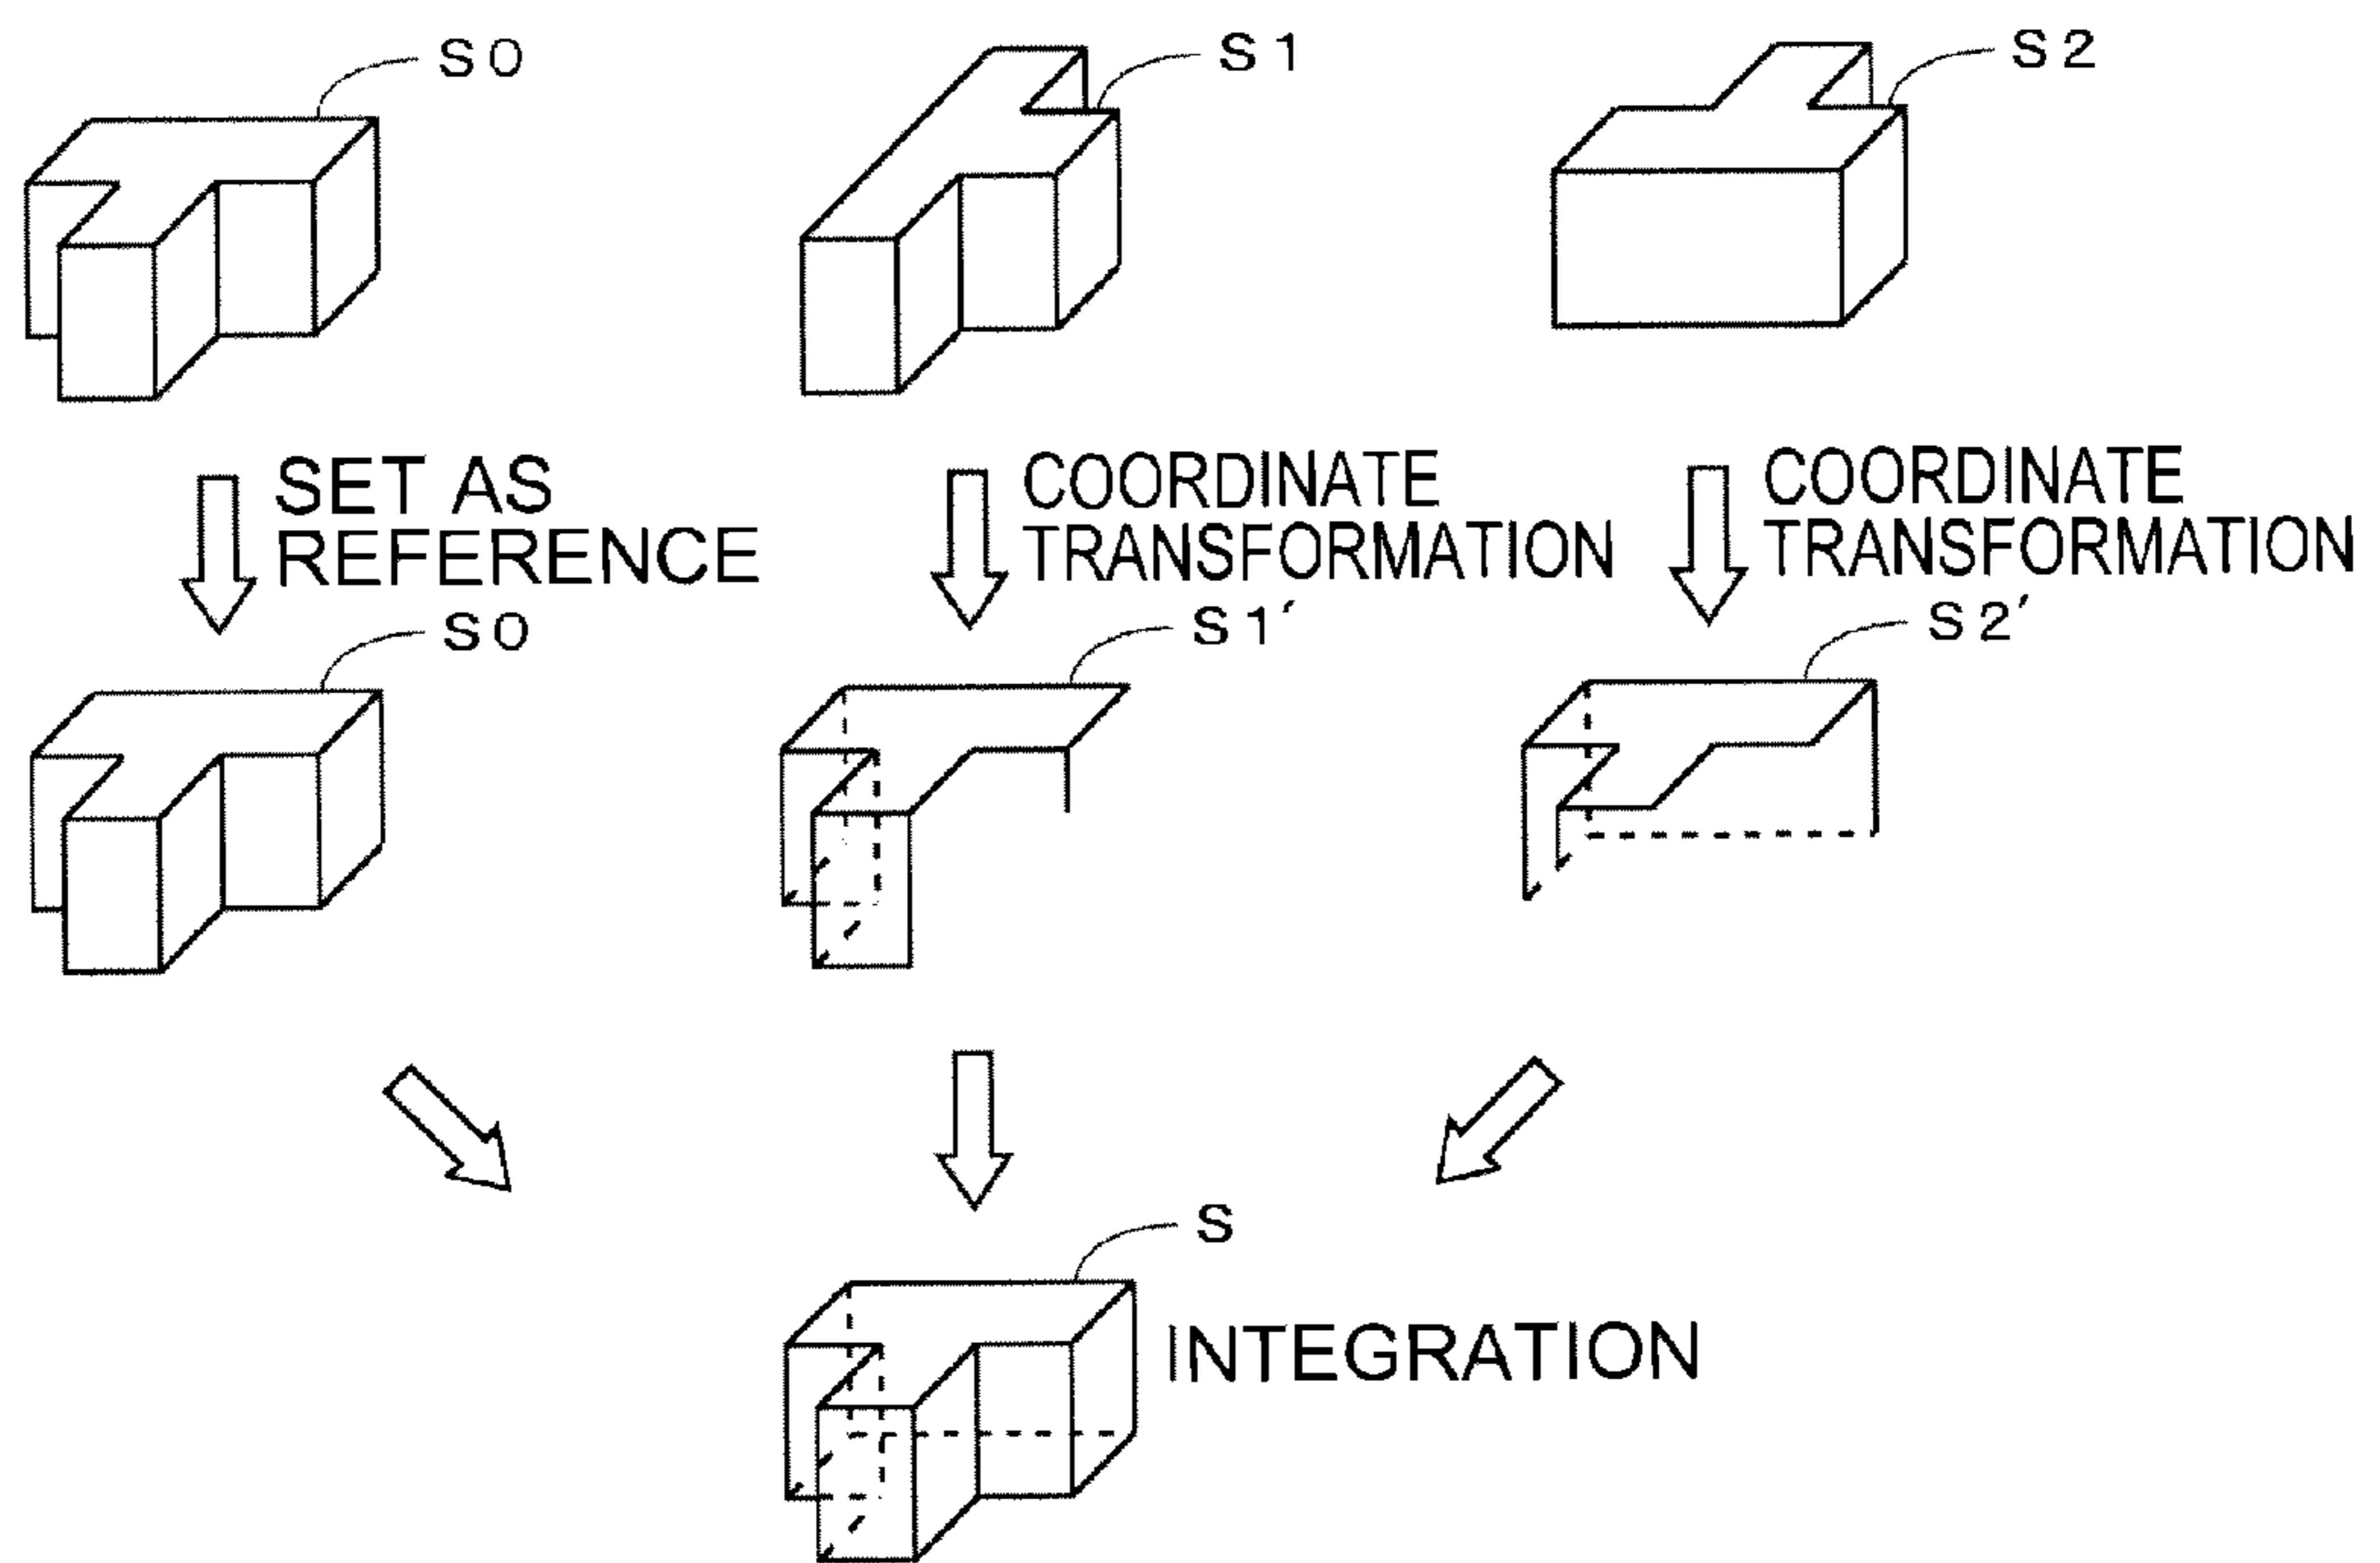 S0
S1
S2
SET AS
REFERENCE
COORDINATE
TRANSFORMATION
COORDINATE
TRANSFORMATION
S0
S1′
S2′
S
INTEGRATION